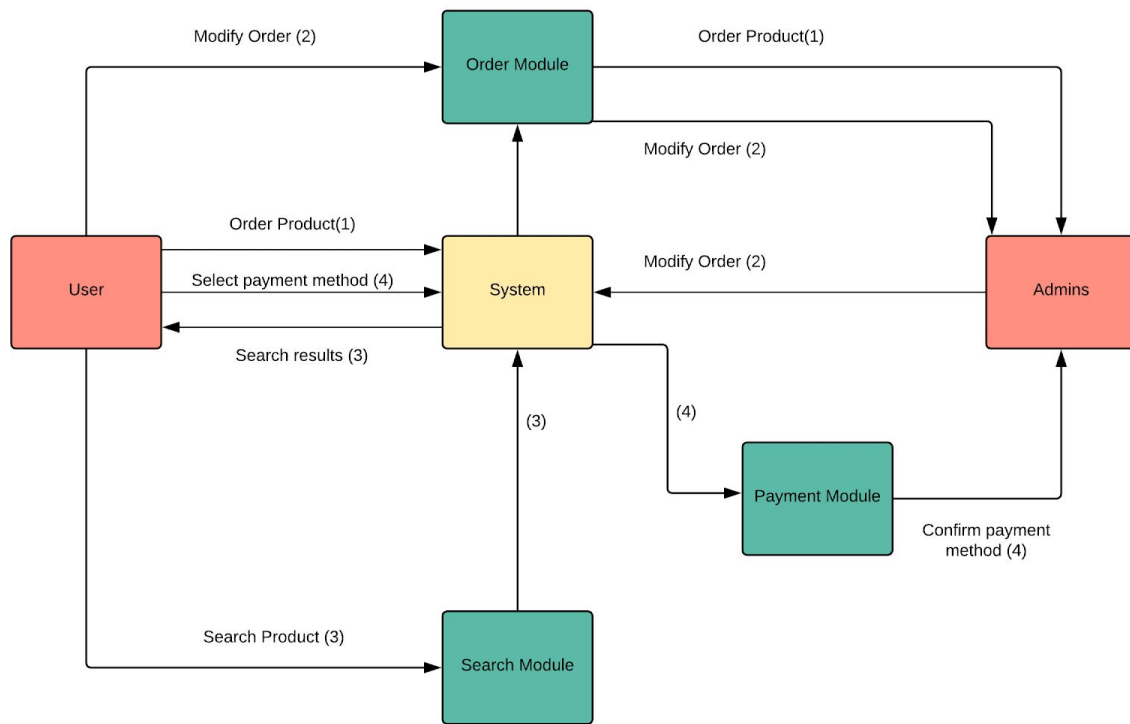 Modify Order (2)
Order Product(1)
Order Module
Modify Order (2)
Order Product(1)
Modify Order (2)
User
Select payment method (4)
System
Admins
Search results (3)
(3)
(4)
Payment Module
Confirm payment
method (4)
Search Product (3)
Search Module